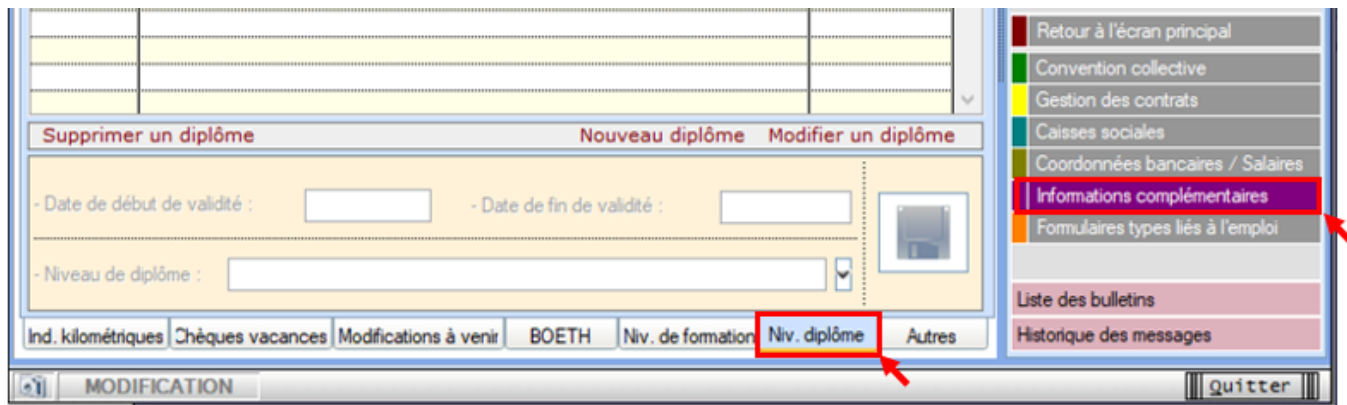 Retour à l'écran principal
Convention collective
Gestion des contrats
Supprimer un diplôme Nouveau diplôme Modifier un diplôme
Caisses sociales
Coordonnées bancaires / Salaires
- Date de début de validité : - Date de fin de validité :
Informations complémentaires
Formulaires types liés à l'emploi
- Niveau de diplôme :
Liste des bulletins
Ind. kilométriques Chèques vacances Modifications à venir BOETH Niv. de formation Niv. diplôme Autres
Historique des messages
MODIFICATION Quitter